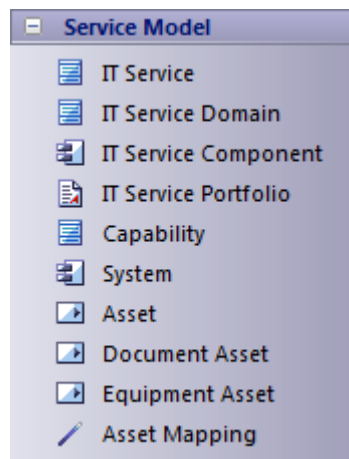 Service Model
IT Service
IT Service Domain
IT Service Component
IT Service Portfolio
Capability
System
Asset
Document Asset
Equipment Asset
Asset Mapping